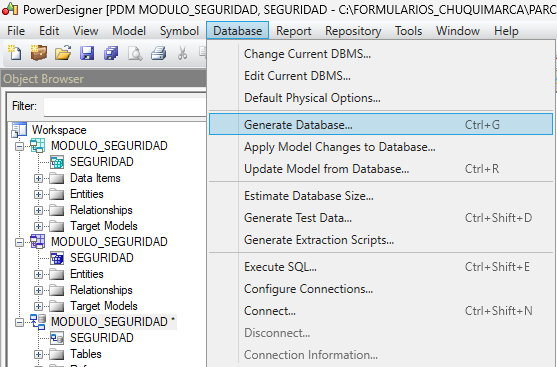 PowerDesigner [PDM MODULO_SEGURIDAD, SEGURIDAD - C:\FORMULARIOS_CHUQUIMARCA\PARC
File Edit View Model Symbol Database Report Repository Tools Window Help
Object Browser
Filter:
Workspace
MODULO_SEGURIDAD
SEGURIDAD
Data Items
Entities
Relationships
Target Models
MODULO_SEGURIDAD
SEGURIDAD
Entities
Relationships
Target Models
MODULO_SEGURIDAD *
SEGURIDAD
Tables
Change Current DBMS...
Edit Current DBMS...
Default Physical Options...
Generate Database... Ctrl+G
Apply Model Changes to Database...
Update Model from Database... Ctrl+R
Estimate Database Size...
Generate Test Data... Ctrl+Shift+D
Generate Extraction Scripts...
Execute SQL... Ctrl+Shift+E
Configure Connections...
Connect... Ctrl+Shift+N
Disconnect...
Connection Information...